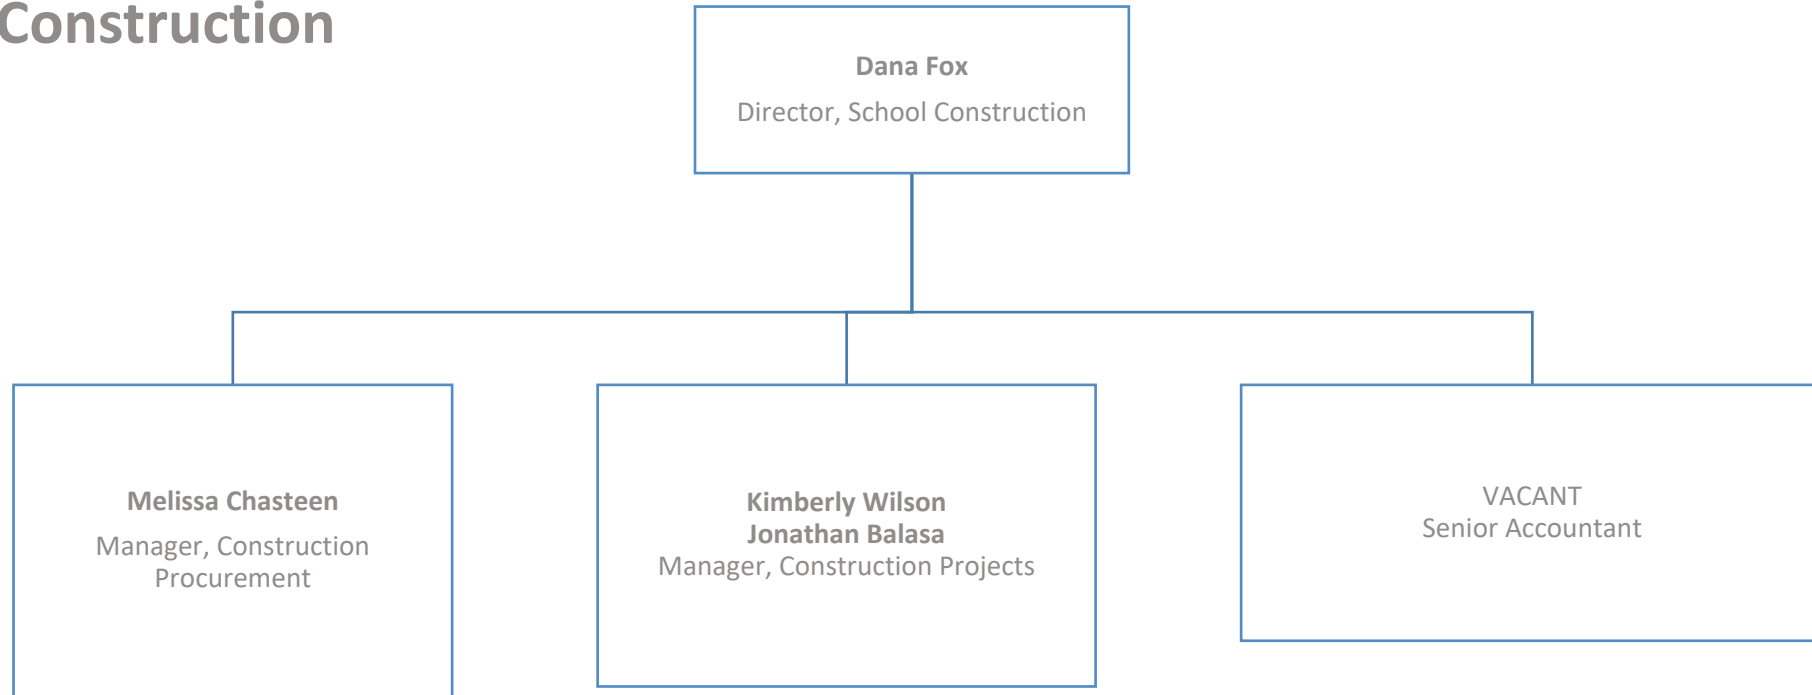 Construction
Dana Fox
Director, School Construction
Melissa Chasteen
Manager, Construction
Procurement
Kimberly Wilson
Jonathan Balasa
Manager, Construction Projects
VACANT
Senior Accountant